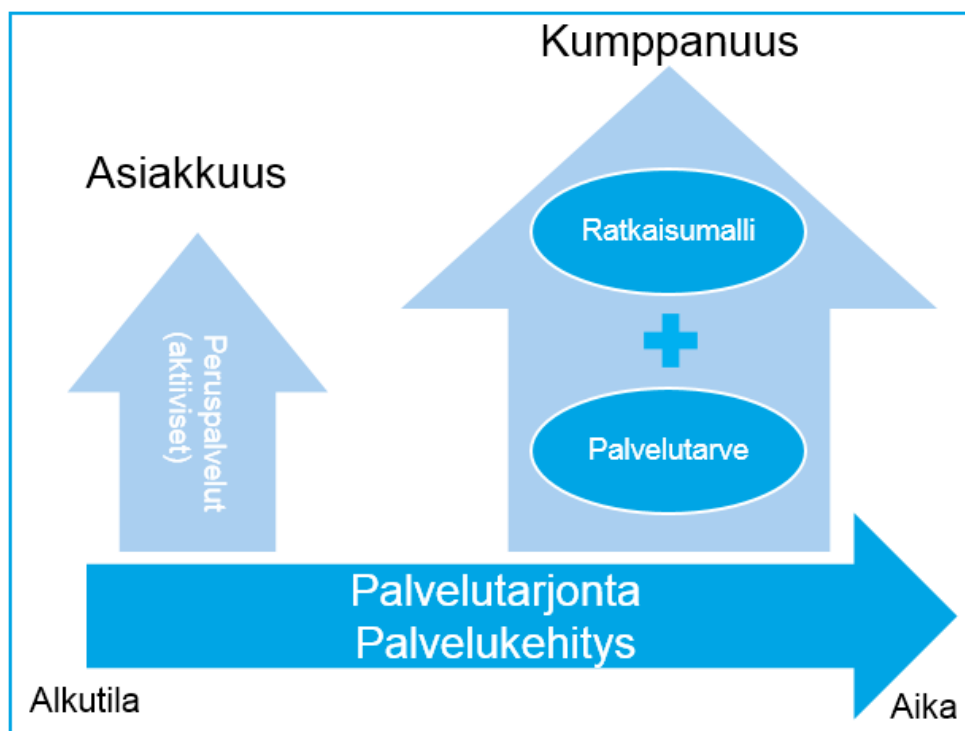 Kumppanuus
Asiakkuus
Ratkaisumalli
Peruspalvelut
(aktiiviset)
Palvelutarve
Palvelutarjonta
Palvelukehitys
Alkutila
Aika